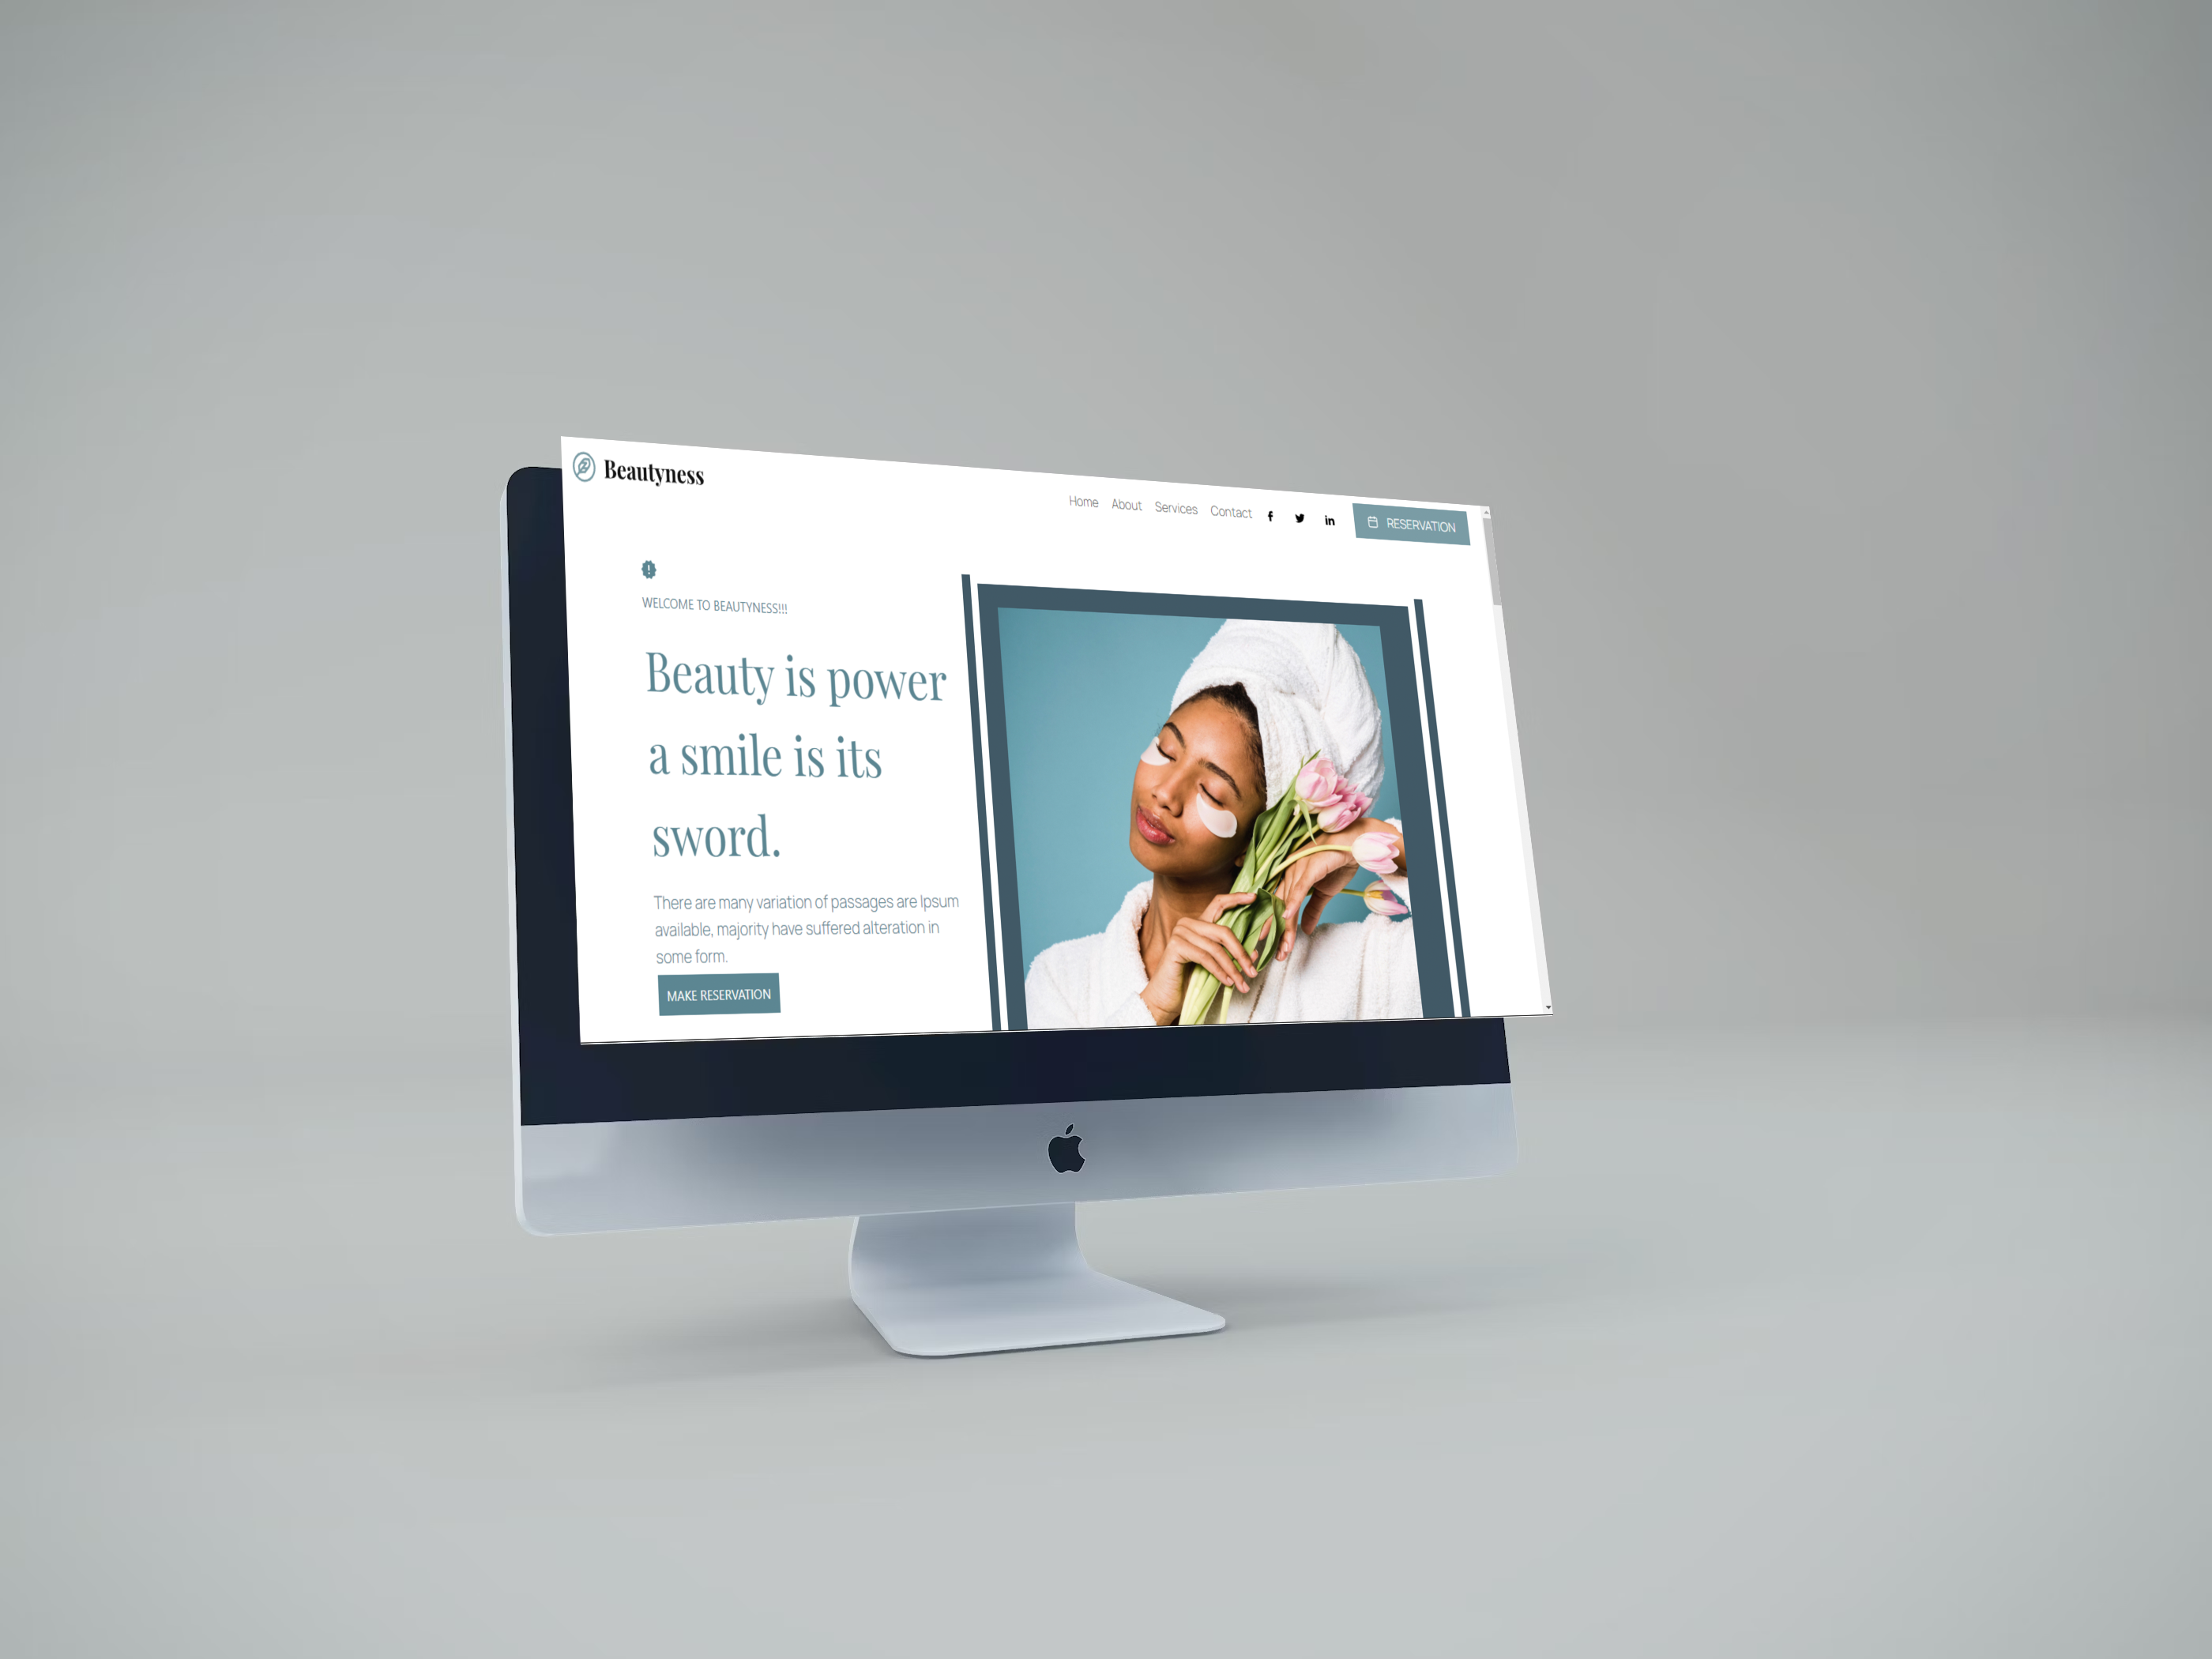 Beautyness
Home About Services Contact
RESERVATION
WELCOME TO BEAUTYNESS!!!
Beauty is power
a smile is its
sword.
There are many variation of passages are Ipsum
available, majority have suffered alteration in
some form.
MAKE RESERVATION